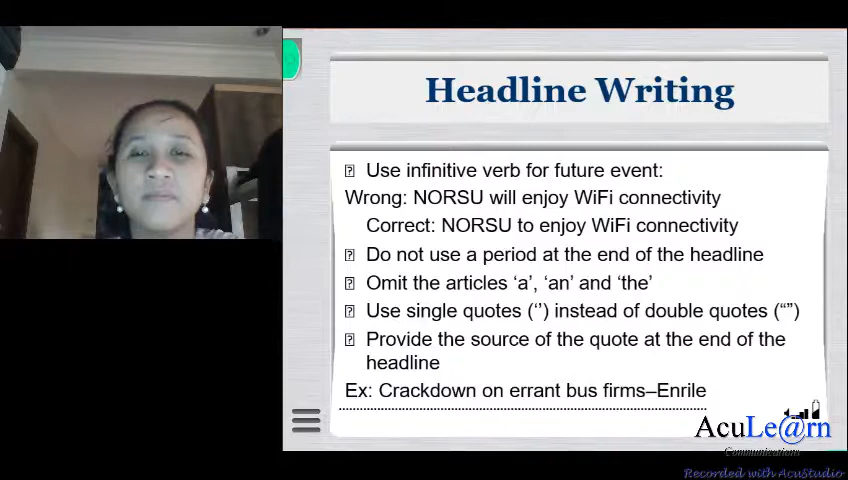 Headline Writing
Use infinitive verb for future event:
Wrong: NORSU will enjoy WiFi connectivity
Correct: NORSU to enjoy WiFi connectivity
Do not use a period at the end of the headline
Omit the articles ‘a’, ‘an’ and ‘the’
Use single quotes (‘’) instead of double quotes (“”)
Provide the source of the quote at the end of the
headline
Ex: Crackdown on errant bus firms–Enrile
AcuLe@rn
Communications
Recorded with AcuStudio